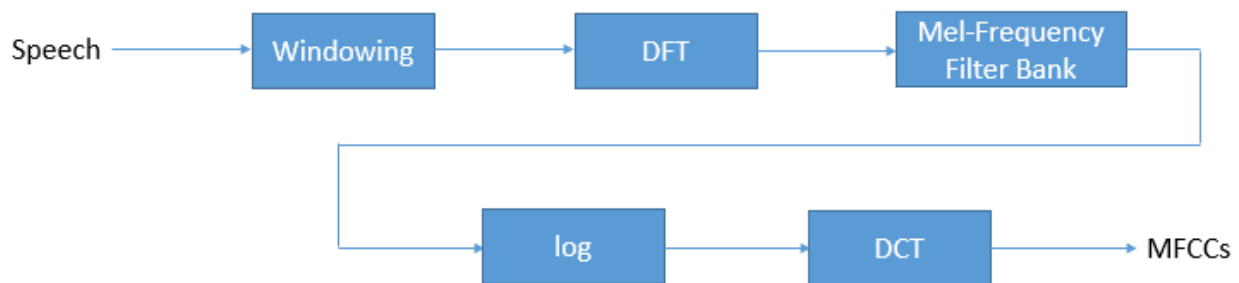 Speech
Windowing
DFT
Mel-Frequency
Filter Bank
log
DCT
MFCCs